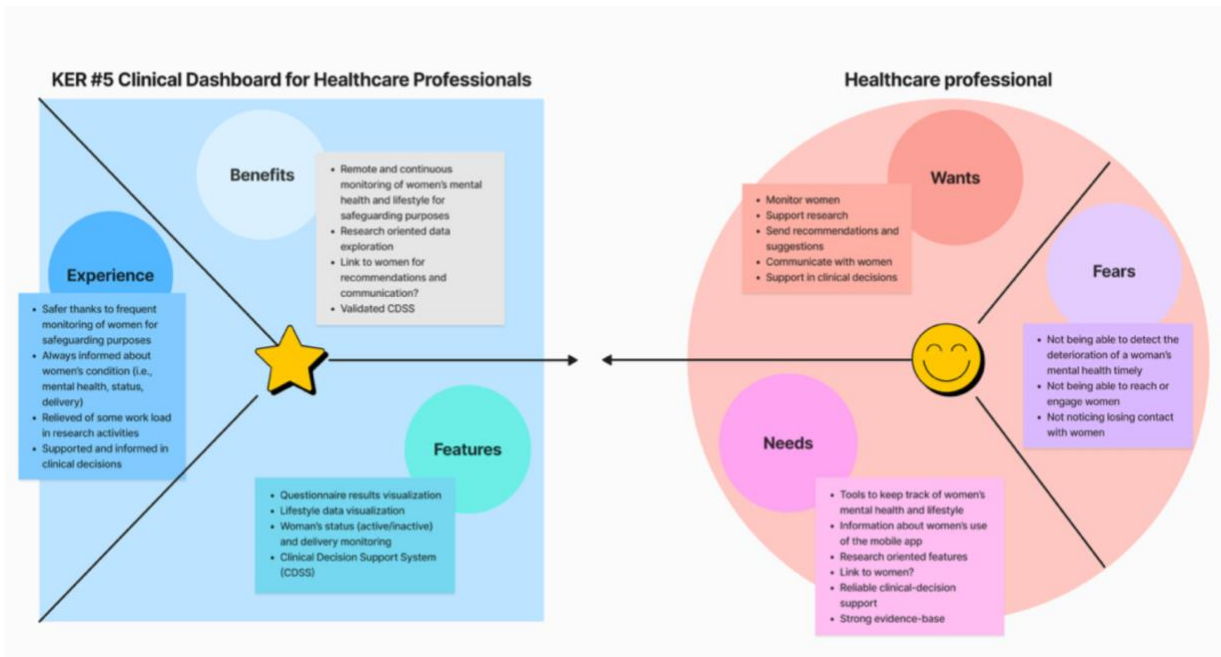 KER #5 Clinical Dashboard for Healthcare Professionals
Benefits
• Remote and continuous
monitoring of women's mental
health and lifestyle for
safeguarding purposes
• Research oriented data
exploration
• Link to women for
recommendations and
communication?
• Validated CDSS
Experience
• Safer thanks to frequent
monitoring of women for
safeguarding purposes
• Always informed about
women's condition (i.e.,
mental health, status,
delivery)
• Relieved of some work load
in research activities
• Supported and informed in
clinical decisions
Features
• Questionnaire results visualization
• Lifestyle data visualization
• Woman's status (active/inactive)
and delivery monitoring
• Clinical Decision Support System
(CDSS)
Healthcare professional
Wants
• Monitor women
• Support research
• Send recommendations and
suggestions
• Communicate with women
• Support in clinical decisions
Fears
• Not being able to detect the
deterioration of a woman's
mental health timely
• Not being able to reach or
engage women
• Not noticing losing contact
with women
Needs
• Tools to keep track of women's
mental health and lifestyle
• Information about women's use
of the mobile app
• Research oriented features
• Link to women?
• Reliable clinical-decision
support
• Strong evidence-base